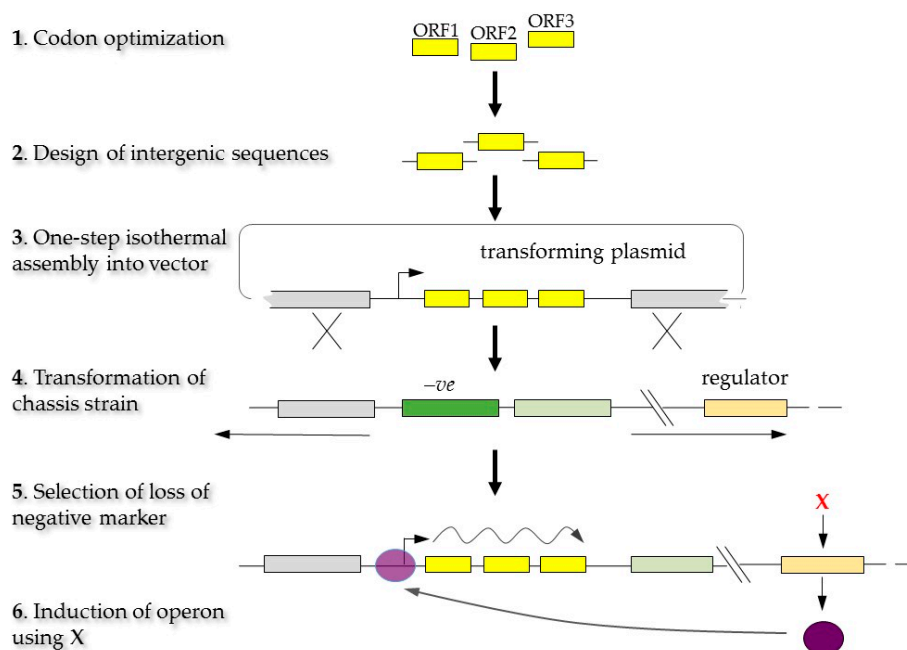 ORF1 ORF2 ORF3
1. Codon optimization
2. Design of intergenic sequences
3. One-step isothermal
assembly into vector
transforming plasmid
4. Transformation of
chassis strain
–ve
regulator
5. Selection of loss of
negative marker
X
6. Induction of operon
using X